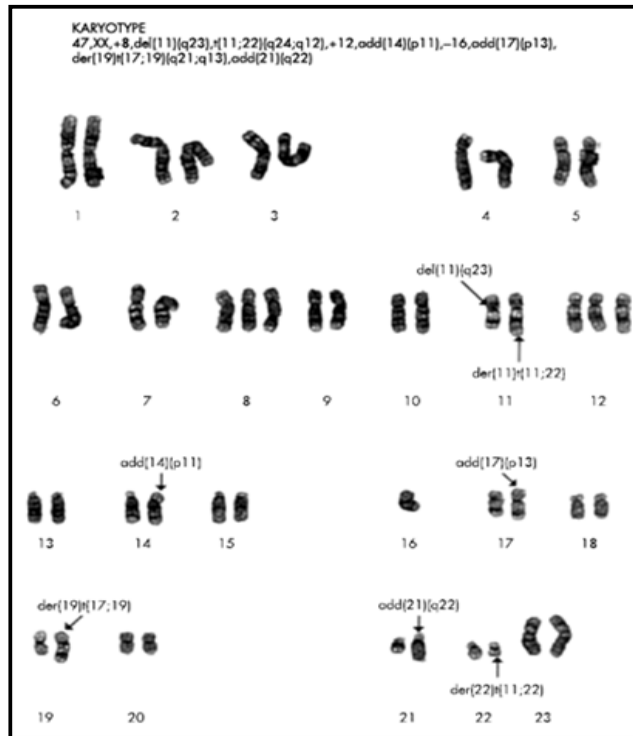 KARYOTYPE
47,XX,+8,del(11)(q23),t(11;22)(q24;q12),+12,add(14)(p11),–16,add(17)(p13),
der(19)t(17;19)(q21;q13),add(21)(q22)
1 2 3 4 5
del(11)(q23)
der(11)t(11;22)
6 7 8 9 10 11 12
add(14)(p11) add(17)(p13)
13 14 15 16 17 18
der(19)t(17;19) add(21)(q22)
der(22)t(11;22)
19 20 21 22 23